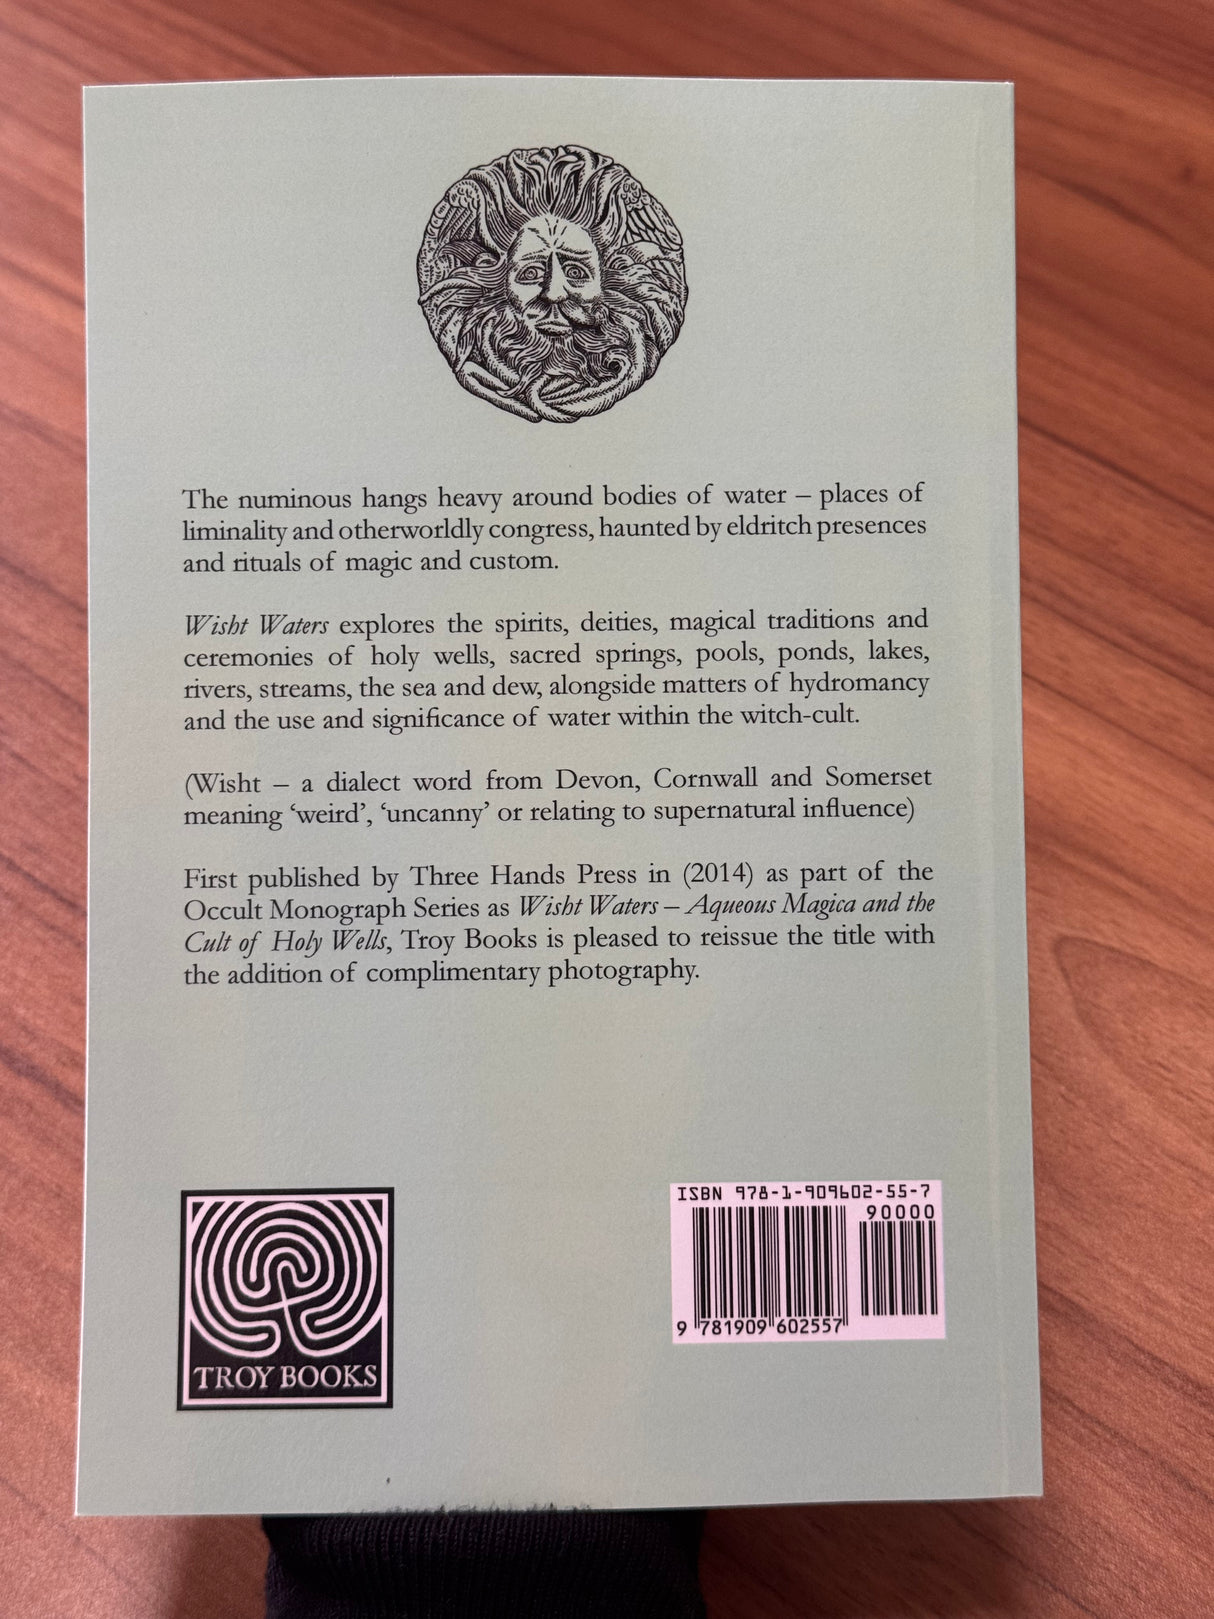 The numinous hangs heavy around bodies of water – places of
liminality and otherworldly congress, haunted by eldritch presences
and rituals of magic and custom.
Wisht Waters explores the spirits, deities, magical traditions and
ceremonies of holy wells, sacred springs, pools, ponds, lakes,
rivers, streams, the sea and dew, alongside matters of hydromancy
and the use and significance of water within the witch-cult.
(Wisht – a dialect word from Devon, Cornwall and Somerset
meaning ‘weird’, ‘uncanny’ or relating to supernatural influence)
First published by Three Hands Press in (2014) as part of the
Occult Monograph Series as Wisht Waters – Aqueous Magica and the
Cult of Holy Wells, Troy Books is pleased to reissue the title with
the addition of complimentary photography.
TROY BOOKS
ISBN 978-1-909602-55-7
90000
9 781909 602557